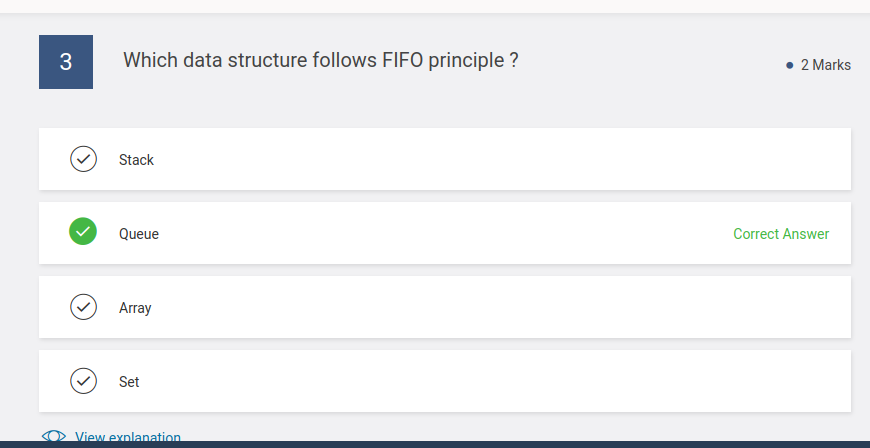 3
Which data structure follows FIFO principle ?
2 Marks
Stack
Queue
Correct Answer
Array
Set
View explanation